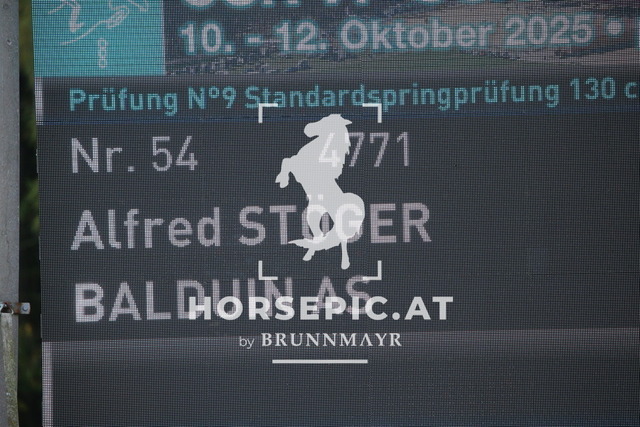 10. - 12. Oktober 2025 •
Prüfung N°9 Standardspringprüfung 130 c
Nr. 54 4771
Alfred STÖGER
BALDUIN AS
HORSEPIC.AT
by BRUNNMAYR